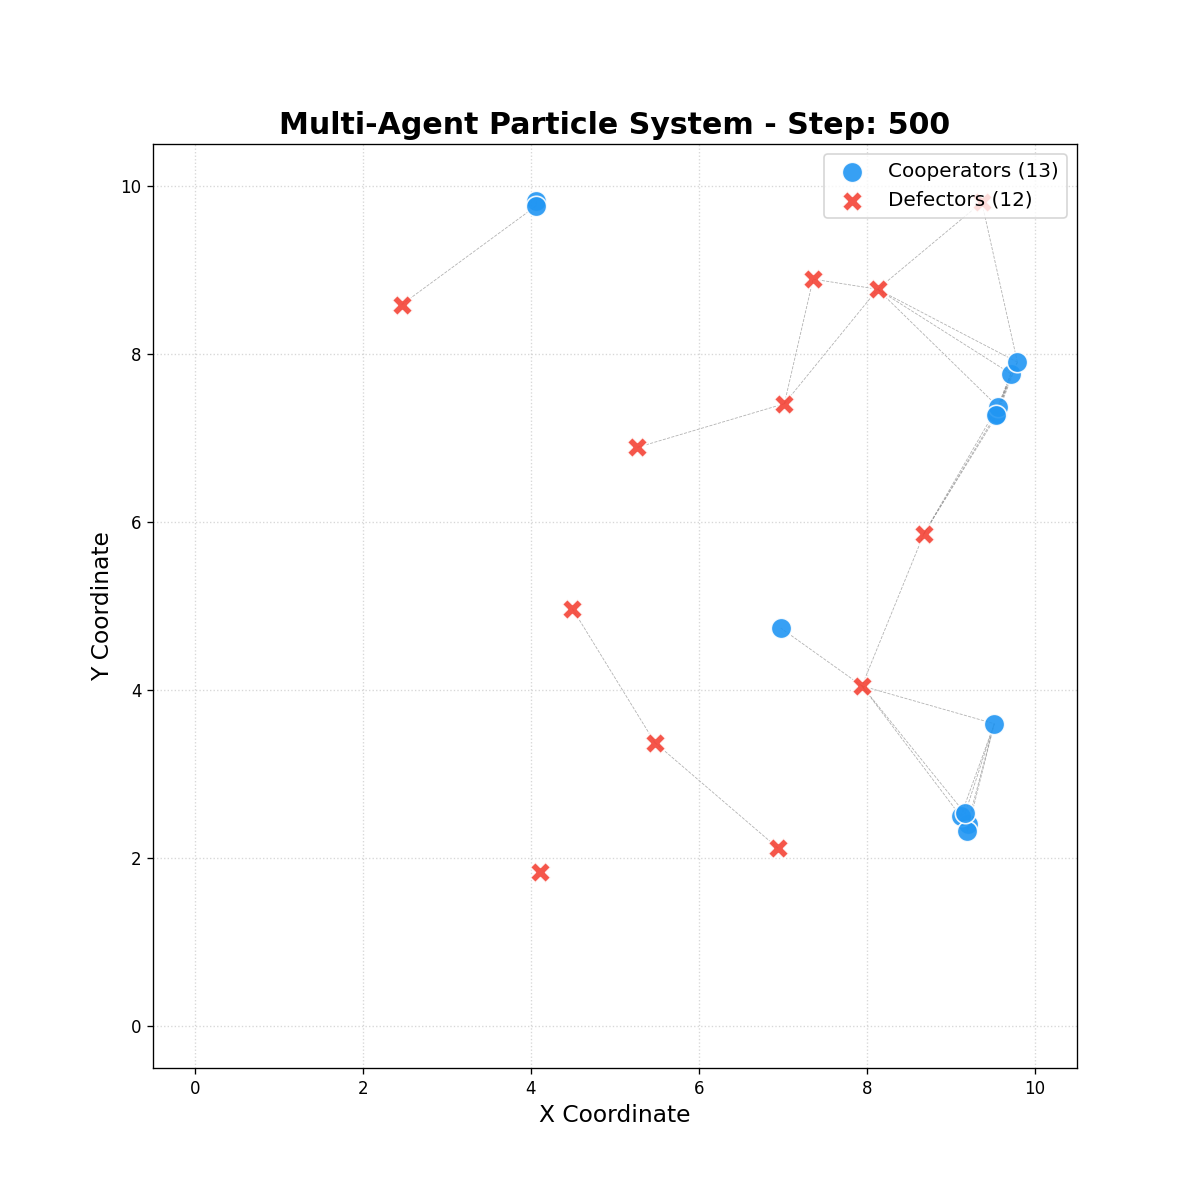 Multi-Agent Particle System - Step: 500
Cooperators (13)
Defectors (12)
10
8
6
4
2
0
Y Coordinate
0 2 4 6 8 10
X Coordinate